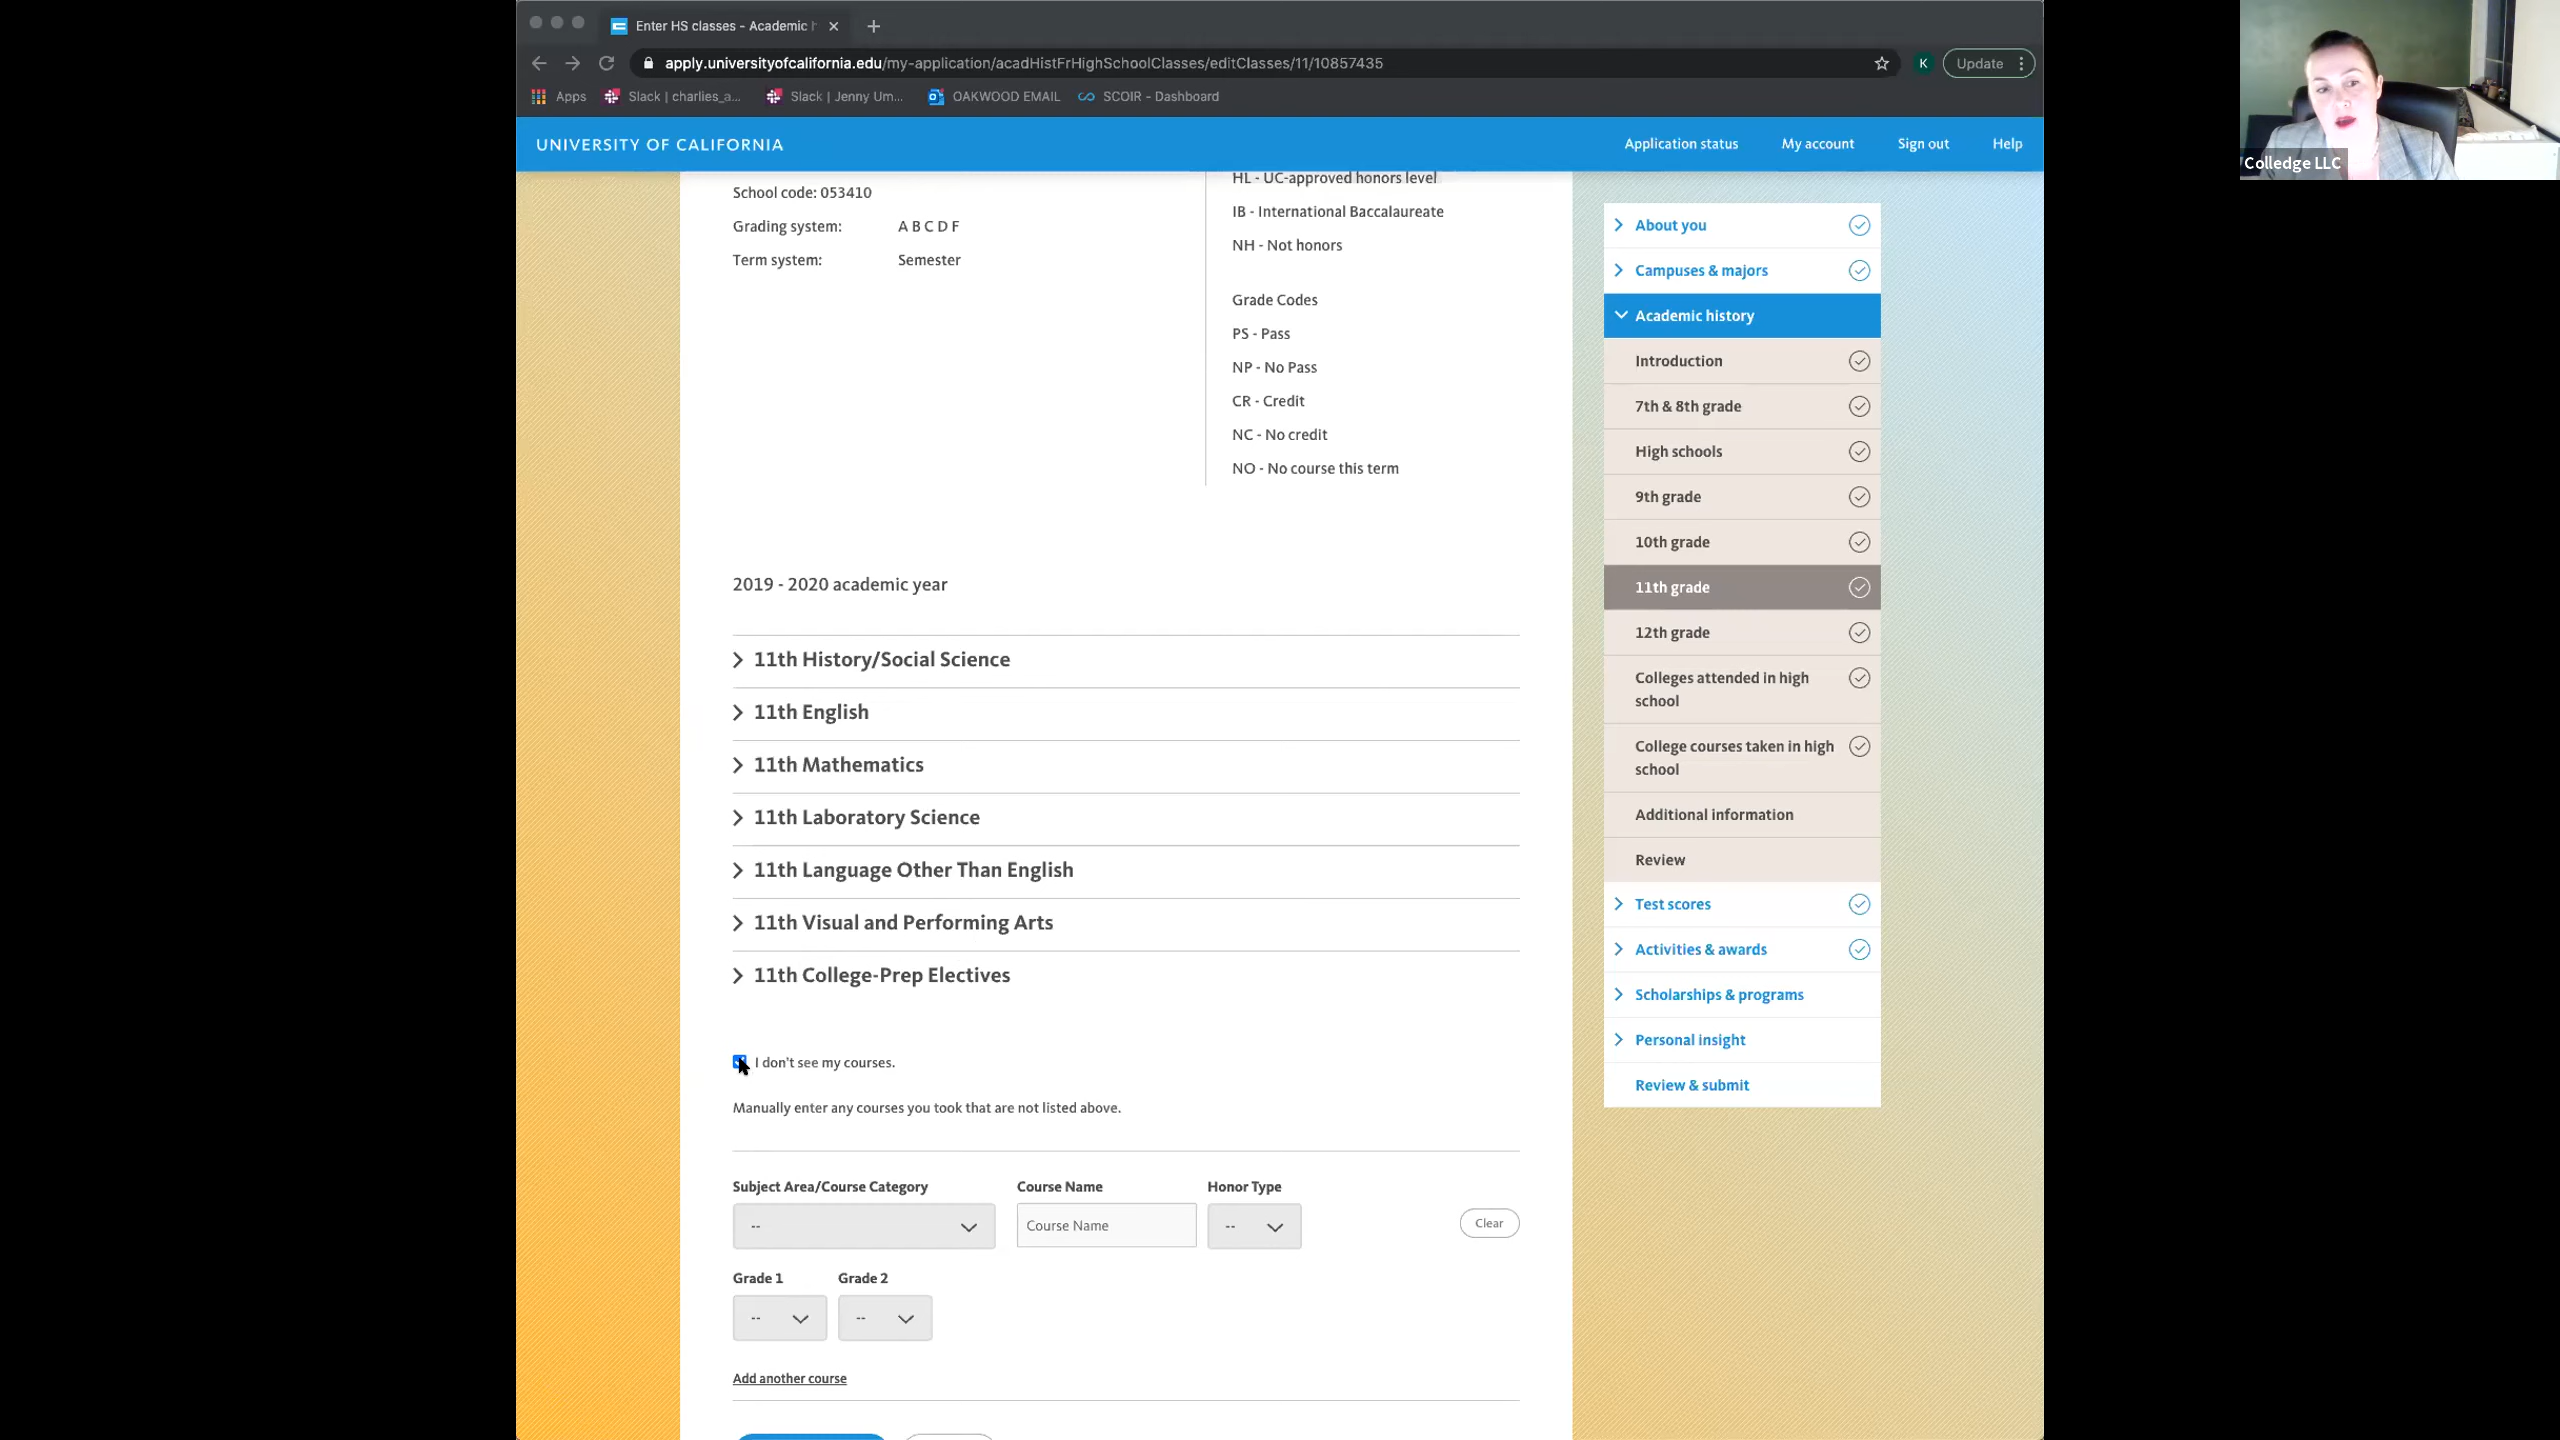 Enter HS classes - Academic h
apply.universityofcalifornia.edu/my-application/acadHistFrHighSchoolClasses/editClasses/11/10857435
K
Update
Apps
Slack | charlies_a...
Slack | Jenny Um...
OAKWOOD EMAIL
SCOIR - Dashboard
Colledge LLC
UNIVERSITY OF CALIFORNIA
Application status
My account
Sign out
Help
School code: 053410
Grading system: A B C D F
Term system: Semester
HL - UC-approved honors level
IB - International Baccalaureate
NH - Not honors
Grade Codes
PS - Pass
NP - No Pass
CR - Credit
NC - No credit
NO - No course this term
2019 - 2020 academic year
11th History/Social Science
11th English
11th Mathematics
11th Laboratory Science
11th Language Other Than English
11th Visual and Performing Arts
11th College-Prep Electives
I don't see my courses.
Manually enter any courses you took that are not listed above.
Subject Area/Course Category
Course Name
Honor Type
--
Course Name
--
Clear
Grade 1
Grade 2
--
--
Add another course
About you
Campuses & majors
Academic history
Introduction
7th & 8th grade
High schools
9th grade
10th grade
11th grade
12th grade
Colleges attended in high
school
College courses taken in high
school
Additional information
Review
Test scores
Activities & awards
Scholarships & programs
Personal insight
Review & submit